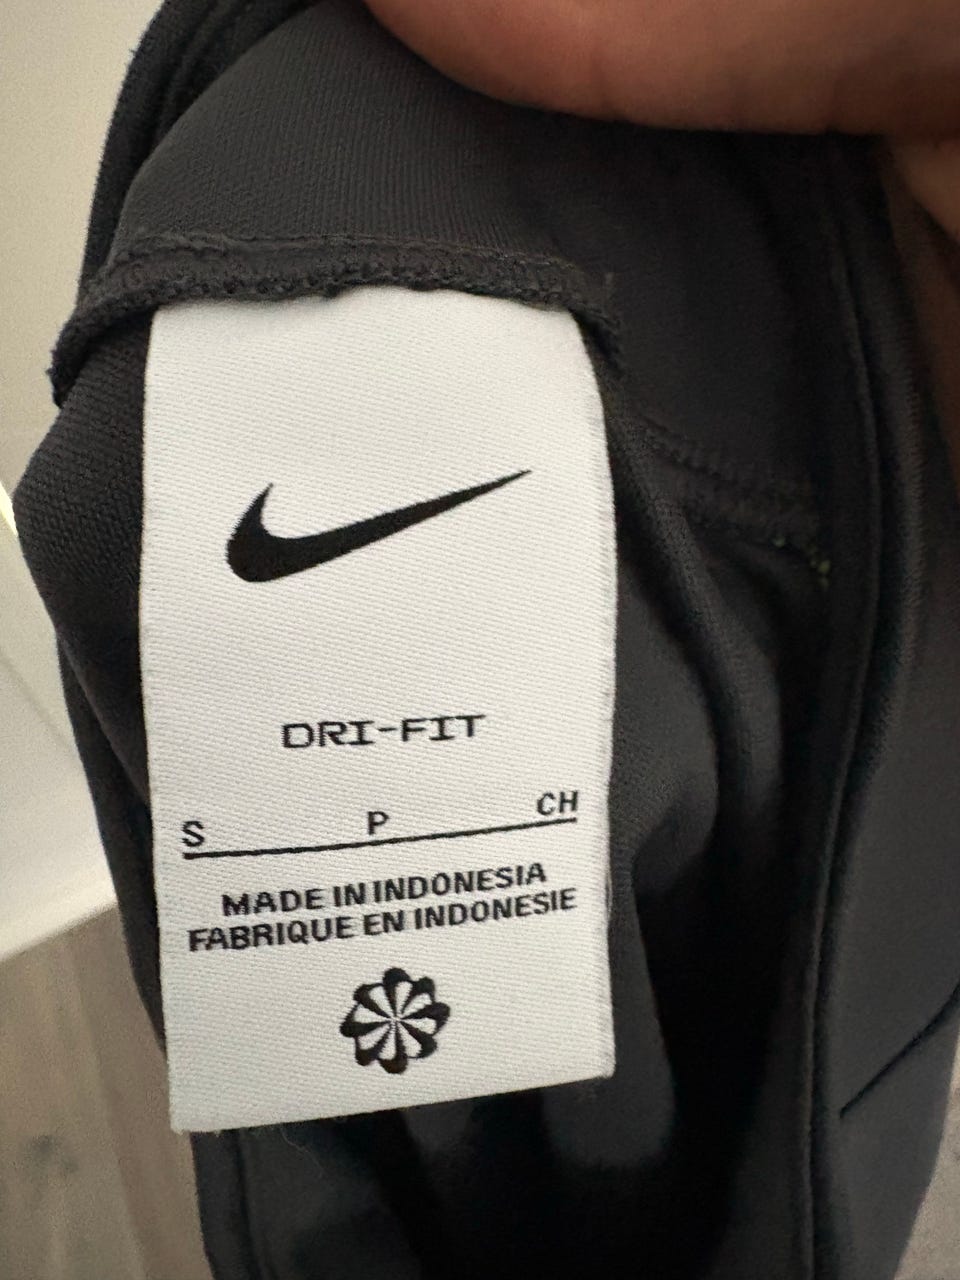 DRI-FIT
S P CH
MADE IN INDONESIA
FABRIQUE EN INDONESIE